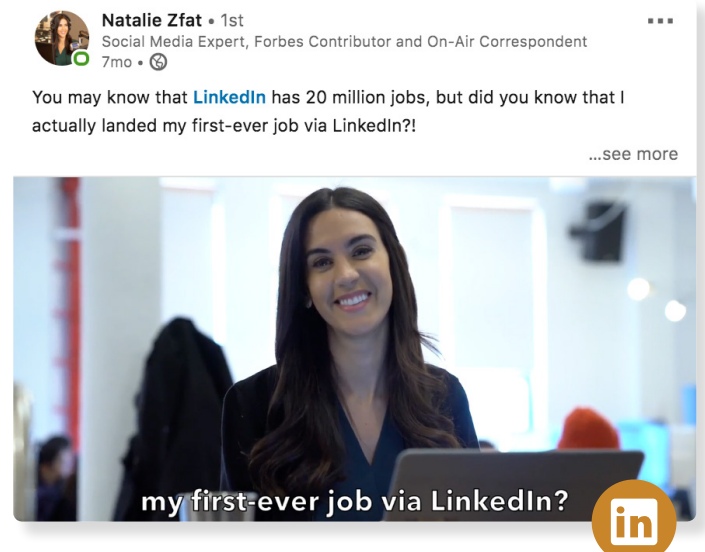 Natalie Zfat • 1st
Social Media Expert, Forbes Contributor and On-Air Correspondent
7mo •
You may know that LinkedIn has 20 million jobs, but did you know that I
actually landed my first-ever job via LinkedIn?!
...see more
my first-ever job via LinkedIn?
in